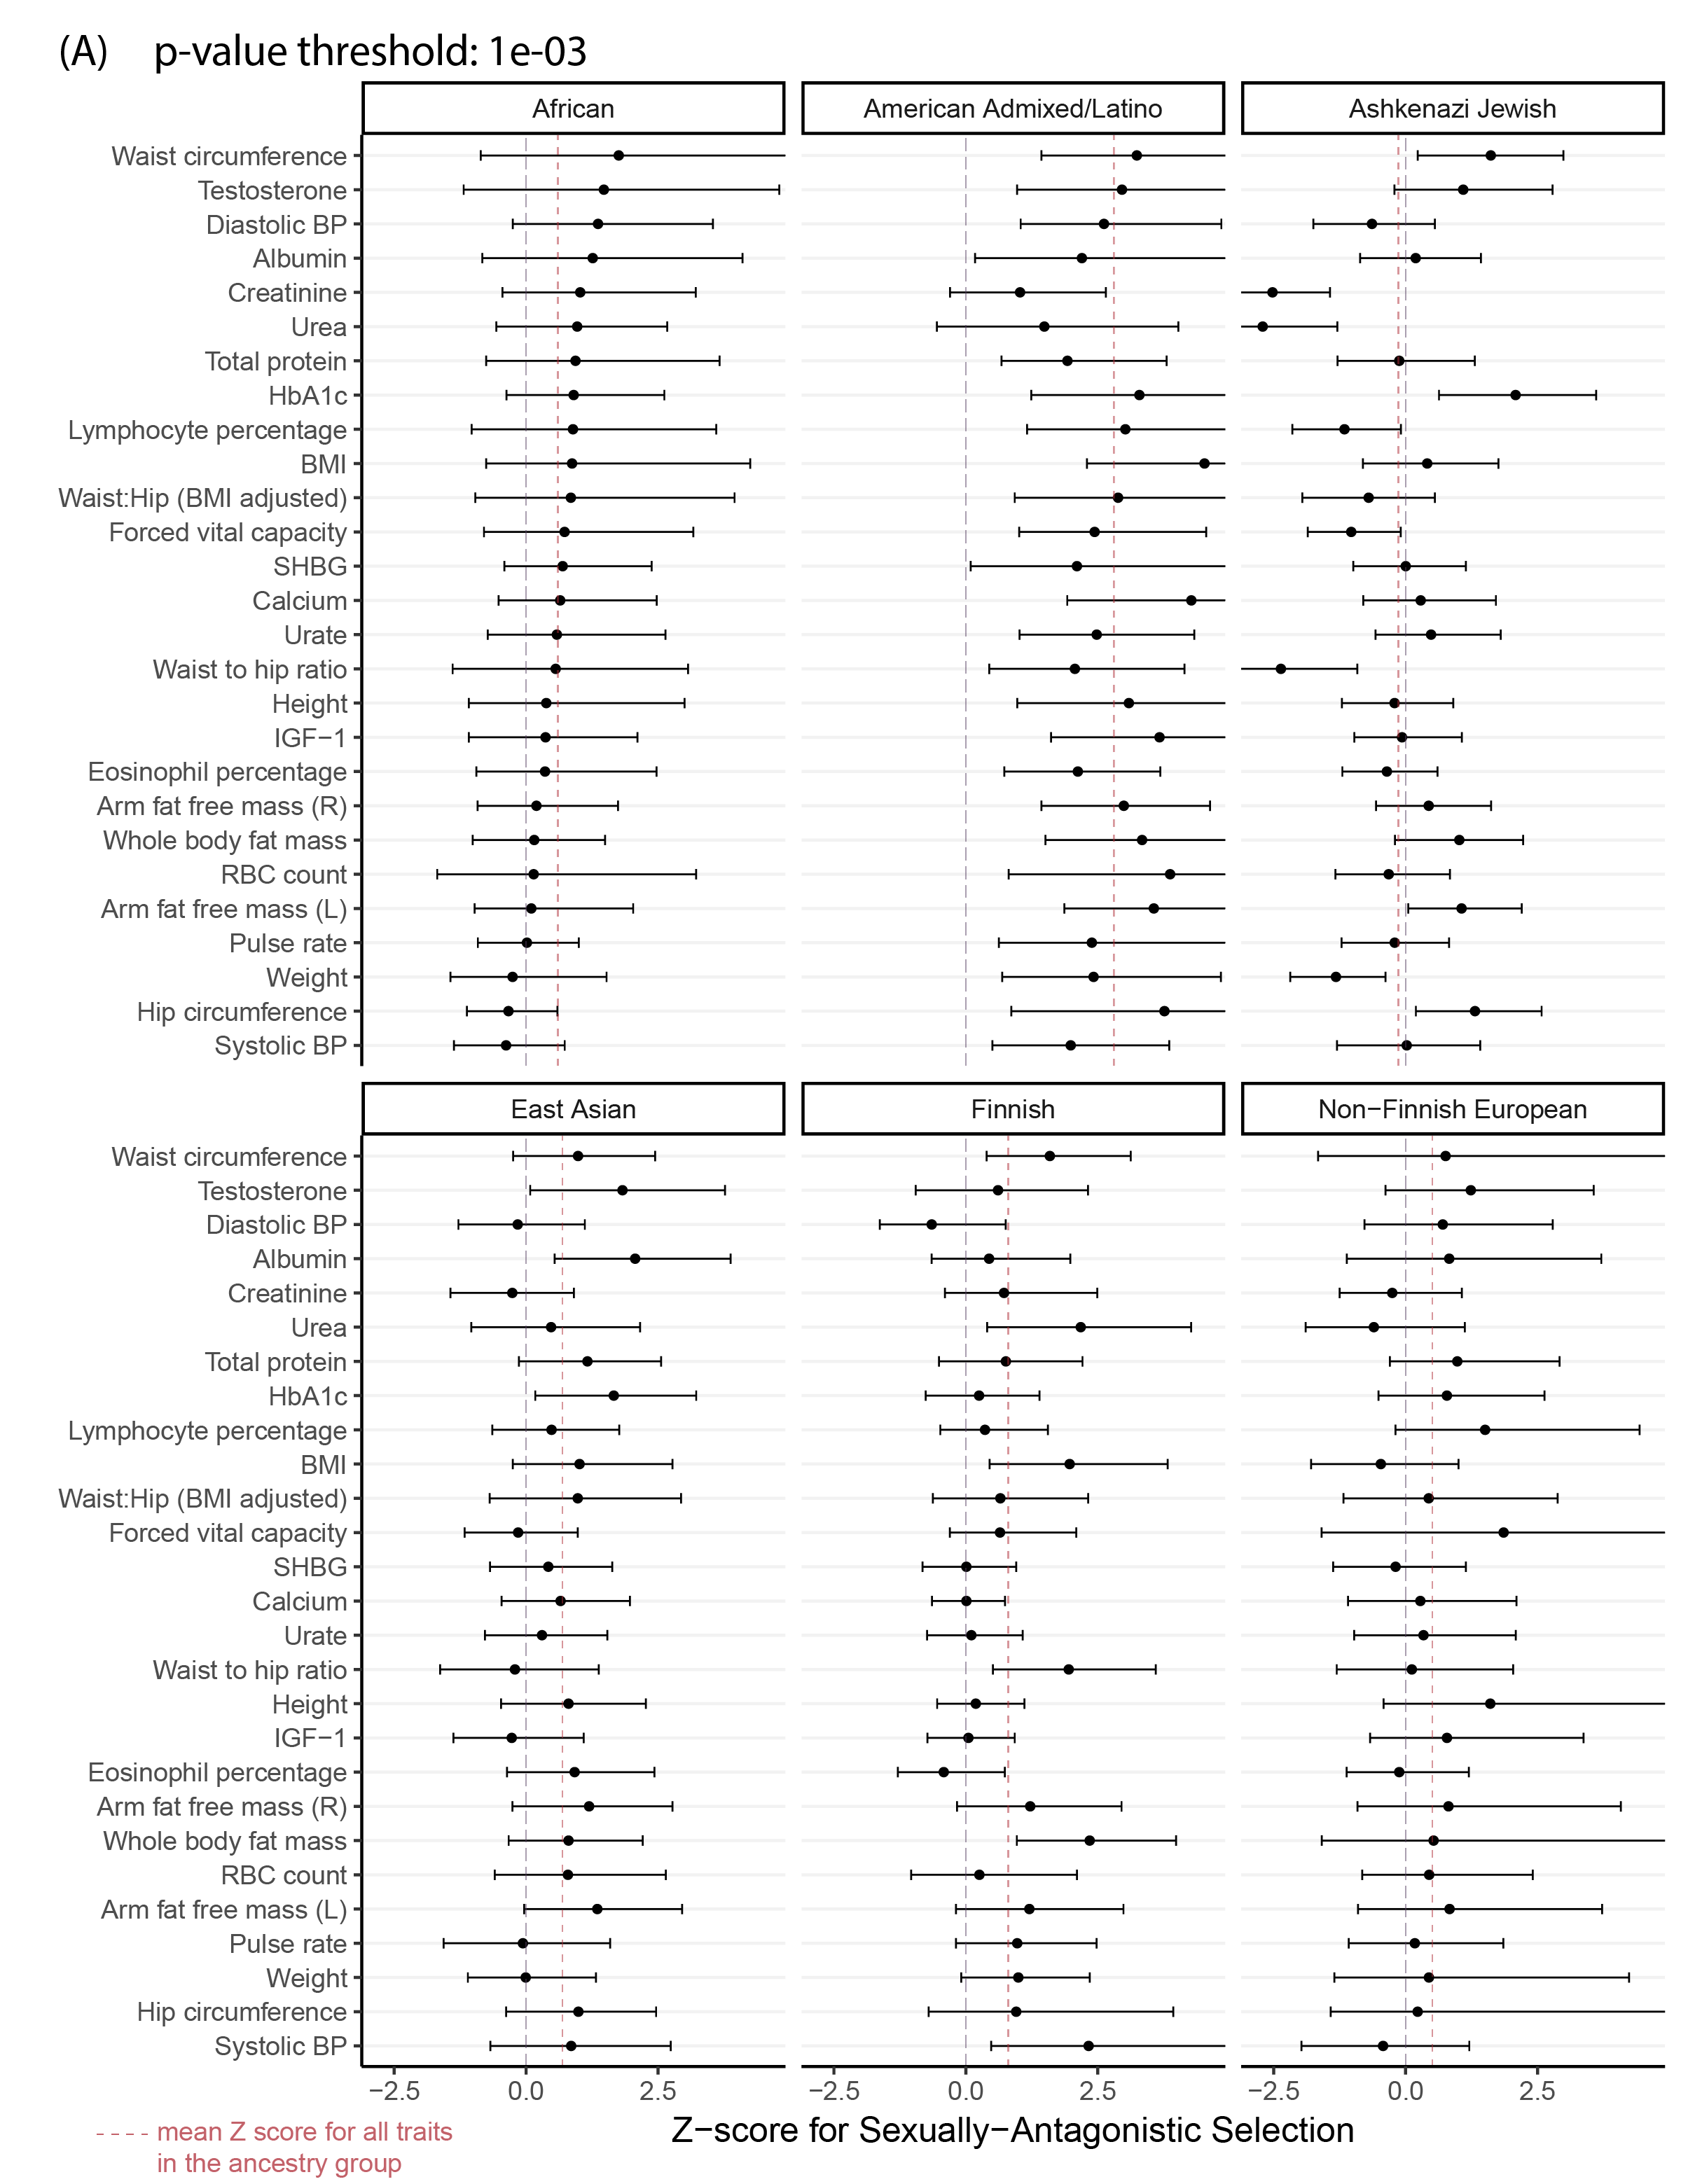 (A) p-value threshold: 1e-03
African American Admixed/Latino Ashkenazi Jewish
Waist circumference
Testosterone
Diastolic BP
Albumin
Creatinine
Urea
Total protein
HbA1c
Lymphocyte percentage
BMI
Waist:Hip (BMI adjusted)
Forced vital capacity
SHBG
Calcium
Urate
Waist to hip ratio
Height
IGF−1
Eosinophil percentage
Arm fat free mass (R)
Whole body fat mass
RBC count
Arm fat free mass (L)
Pulse rate
Weight
Hip circumference
Systolic BP
East Asian Finnish Non−Finnish European
Waist circumference
Testosterone
Diastolic BP
Albumin
Creatinine
Urea
Total protein
HbA1c
Lymphocyte percentage
BMI
Waist:Hip (BMI adjusted)
Forced vital capacity
SHBG
Calcium
Urate
Waist to hip ratio
Height
IGF−1
Eosinophil percentage
Arm fat free mass (R)
Whole body fat mass
RBC count
Arm fat free mass (L)
Pulse rate
Weight
Hip circumference
Systolic BP
−2.5 0.0 2.5 −2.5 0.0 2.5 −2.5 0.0 2.5
Z−score for Sexually−Antagonistic Selection
mean Z score for all traits
in the ancestry group